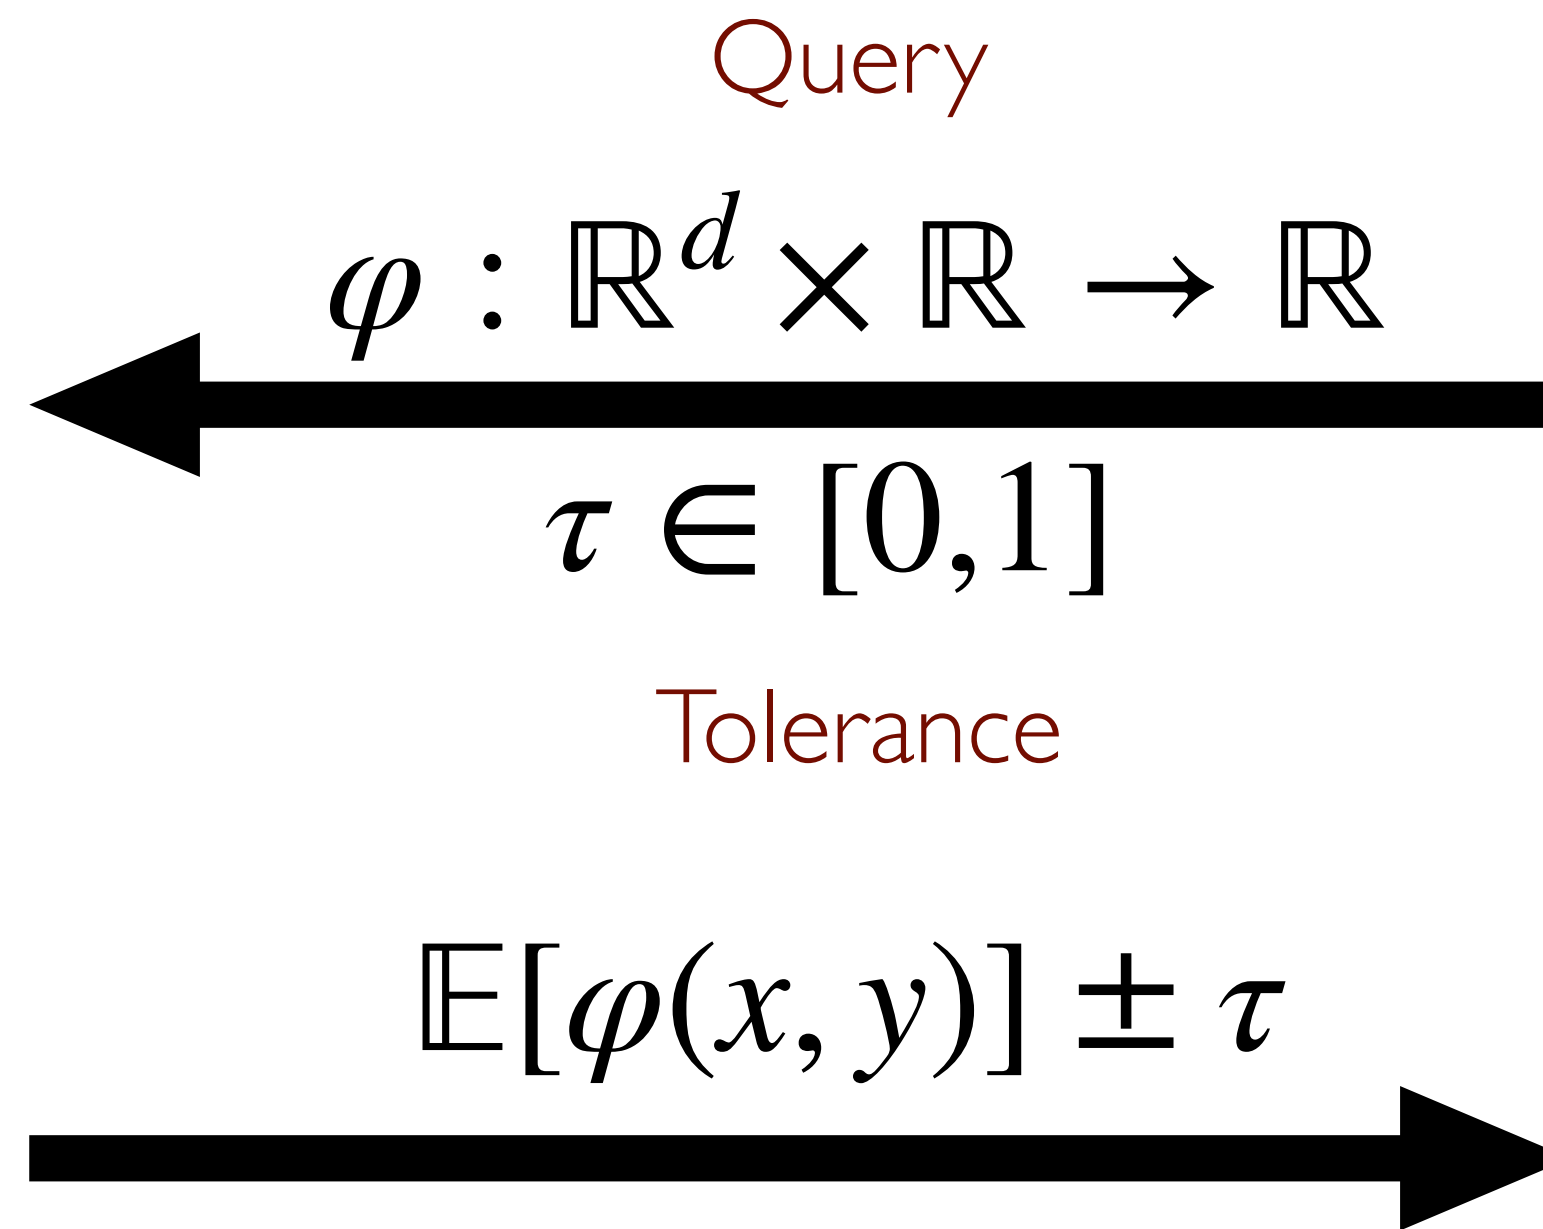 Query
φ : ℝ^d × ℝ → ℝ
τ ∈ [0,1]
Tolerance
𝔼[φ(x, y)] ± τ